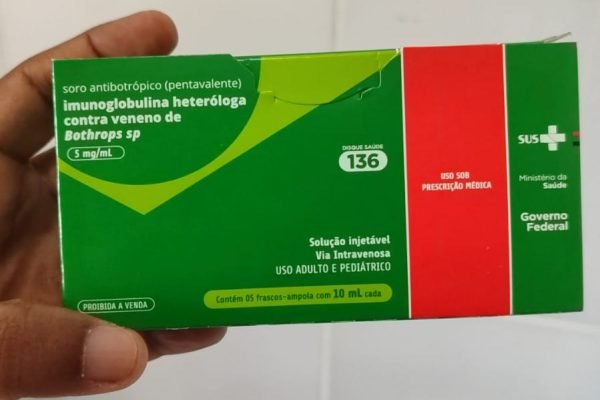 soro antibotrópico (pentavalente)
imunoglobulina heteróloga
contra veneno de
Bothrops sp
5 mg/mL
DISQUE SAÚDE
136
Solução injetável
Via Intravenosa
USO ADULTO E PEDIÁTRICO
Contém 05 frascos-ampola com 10 mL cada
PROIBIDA A VENDA
USO SOB
PRESCRIÇÃO MÉDICA
SUS
Ministério da
Saúde
Governo
Federal